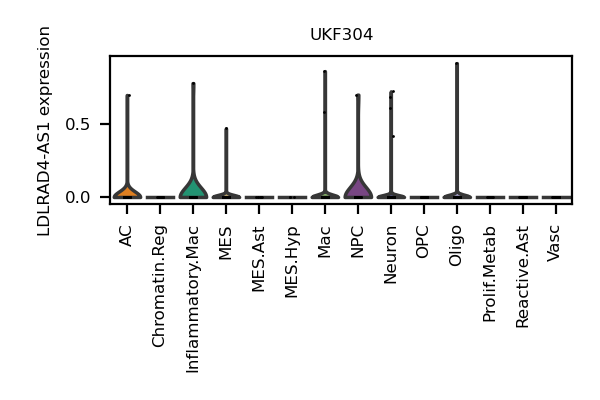 UKF304
LDLRAD4-AS1 expression
0.5
0.0
AC
Chromatin.Reg
Inflammatory.Mac
MES
MES.Ast
MES.Hyp
Mac
NPC
Neuron
OPC
Oligo
Prolif.Metab
Reactive.Ast
Vasc